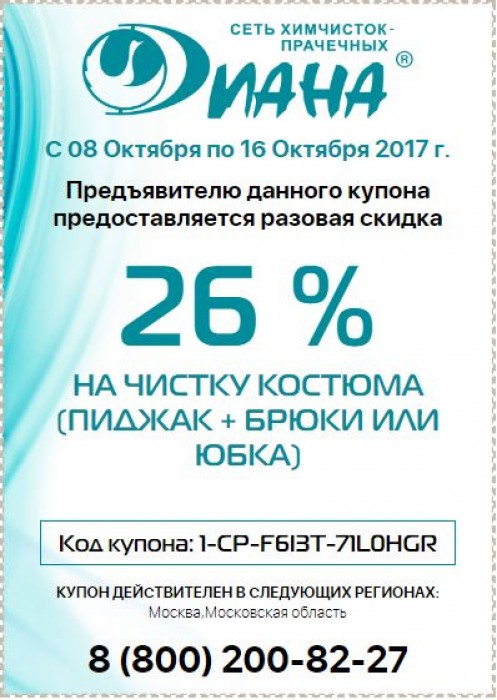 СЕТЬ ХИМЧИСТОК-
ПРАЧЕЧНЫХ
ДИАНА®
С 08 Октября по 16 Октября 2017 г.
Предъявителю данного купона
предоставляется разовая скидка
26 %
НА ЧИСТКУ КОСТЮМА
(ПИДЖАК + БРЮКИ ИЛИ
ЮБКА)
Код купона: 1-CP-F6I3T-71L0HGR
КУПОН ДЕЙСТВИТЕЛЕН В СЛЕДУЮЩИХ РЕГИОНАХ:
Москва,Московская область
8 (800) 200-82-27